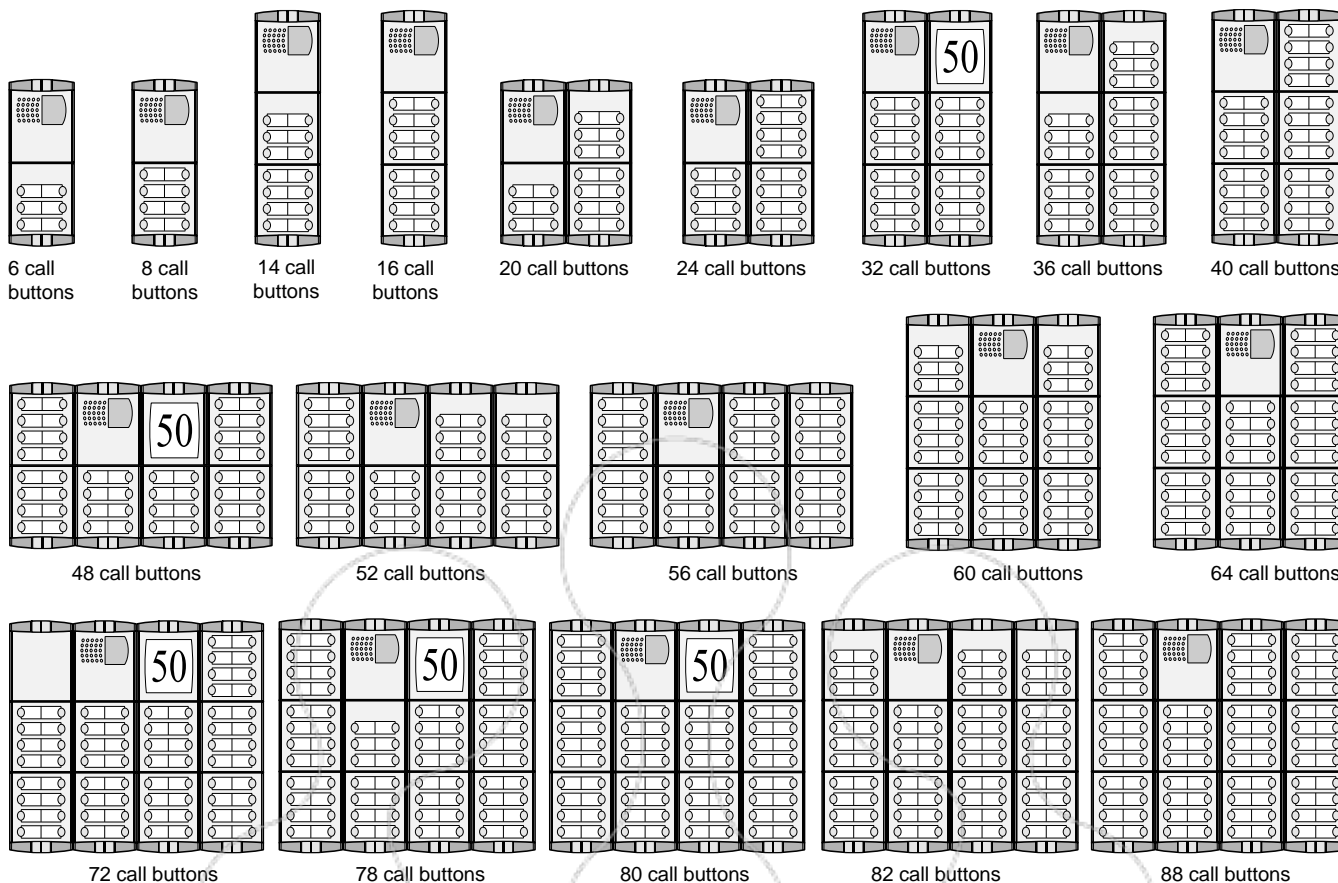 50
6 call
buttons
8 call
buttons
14 call
buttons
16 call
buttons
20 call buttons
24 call buttons
32 call buttons
36 call buttons
40 call buttons
50
48 call buttons
52 call buttons
56 call buttons
60 call buttons
64 call buttons
50
50
50
72 call buttons
78 call buttons
80 call buttons
82 call buttons
88 call buttons